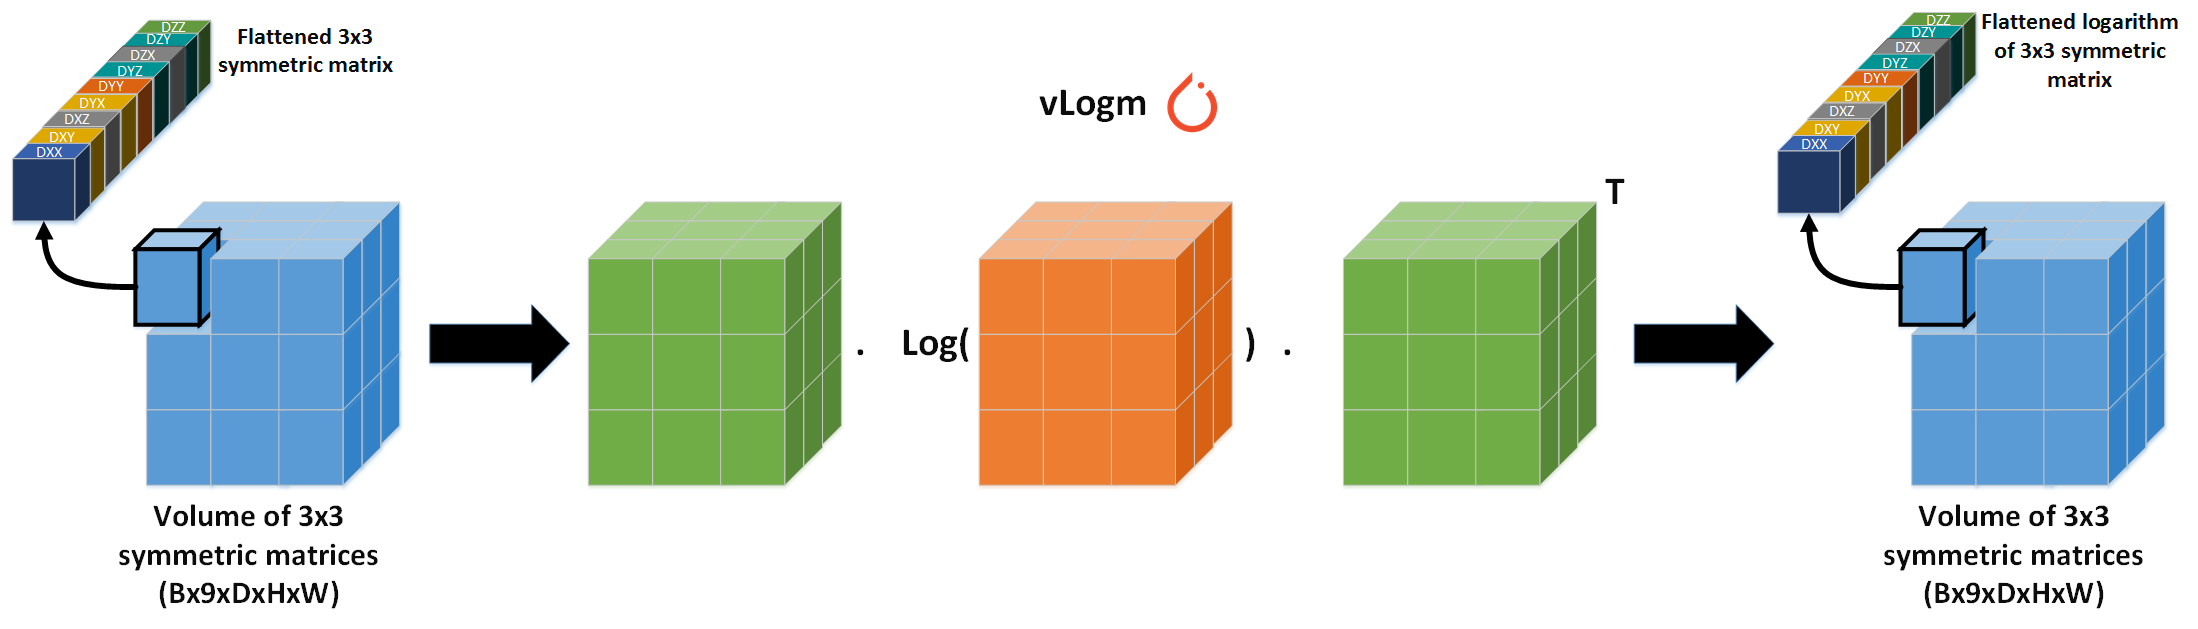 DZZ
DZY
DZX
DYZ
DYY
DYX
DXZ
DXY
DXX
Flattened 3x3
symmetric matrix
vLogm
T
. Log( ) .
Volume of 3x3
symmetric matrices
(Bx9xDxHxW)
DZZ
DZY
DZX
DYZ
DYY
DYX
DXZ
DXY
DXX
Flattened logarithm
of 3x3 symmetric
matrix
Volume of 3x3
symmetric matrices
(Bx9xDxHxW)